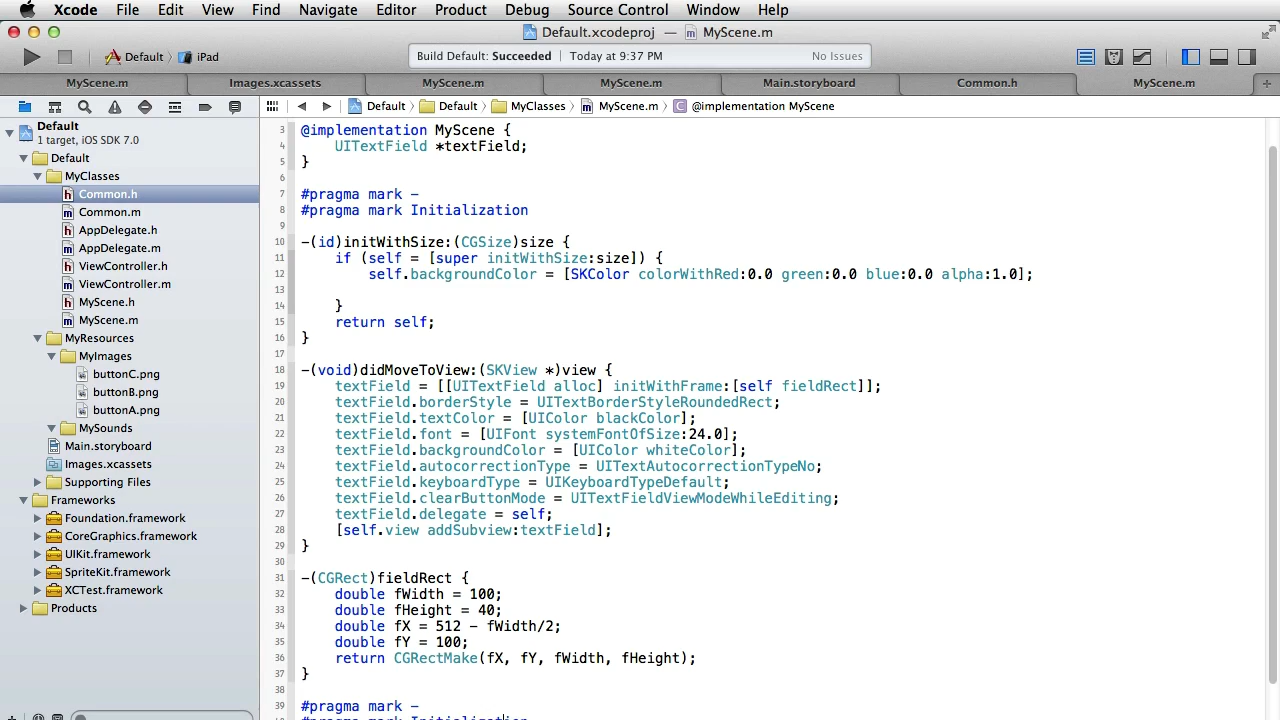 Xcode File Edit View Find Navigate Editor Product Debug Source Control Window Help
Default.xcodeproj — MyScene.m
Default iPad
Build Default: Succeeded Today at 9:37 PM No Issues
MyScene.m Images.xcassets MyScene.m MyScene.m Main.storyboard Common.h MyScene.m
Default Default MyClasses MyScene.m @implementation MyScene
Default
1 target, iOS SDK 7.0
Default
MyClasses
Common.h
Common.m
AppDelegate.h
AppDelegate.m
ViewController.h
ViewController.m
MyScene.h
MyScene.m
MyResources
MyImages
buttonC.png
buttonB.png
buttonA.png
MySounds
Main.storyboard
Images.xcassets
Supporting Files
Frameworks
Foundation.framework
CoreGraphics.framework
UIKit.framework
SpriteKit.framework
XCTest.framework
Products
3 @implementation MyScene {
4 UITextField *textField;
5 }
6
7 #pragma mark -
8 #pragma mark Initialization
9
10 -(id)initWithSize:(CGSize)size {
11 if (self = [super initWithSize:size]) {
12 self.backgroundColor = [SKColor colorWithRed:0.0 green:0.0 blue:0.0 alpha:1.0];
13
14 }
15 return self;
16 }
17
18 -(void)didMoveToView:(SKView *)view {
19 textField = [[UITextField alloc] initWithFrame:[self fieldRect]];
20 textField.borderStyle = UITextBorderStyleRoundedRect;
21 textField.textColor = [UIColor blackColor];
22 textField.font = [UIFont systemFontOfSize:24.0];
23 textField.backgroundColor = [UIColor whiteColor];
24 textField.autocorrectionType = UITextAutocorrectionTypeNo;
25 textField.keyboardType = UIKeyboardTypeDefault;
26 textField.clearButtonMode = UITextFieldViewModeWhileEditing;
27 textField.delegate = self;
28 [self.view addSubview:textField];
29 }
30
31 -(CGRect)fieldRect {
32 double fWidth = 100;
33 double fHeight = 40;
34 double fX = 512 - fWidth/2;
35 double fY = 100;
36 return CGRectMake(fX, fY, fWidth, fHeight);
37 }
38
39 #pragma mark -
#pragma mark Initialization